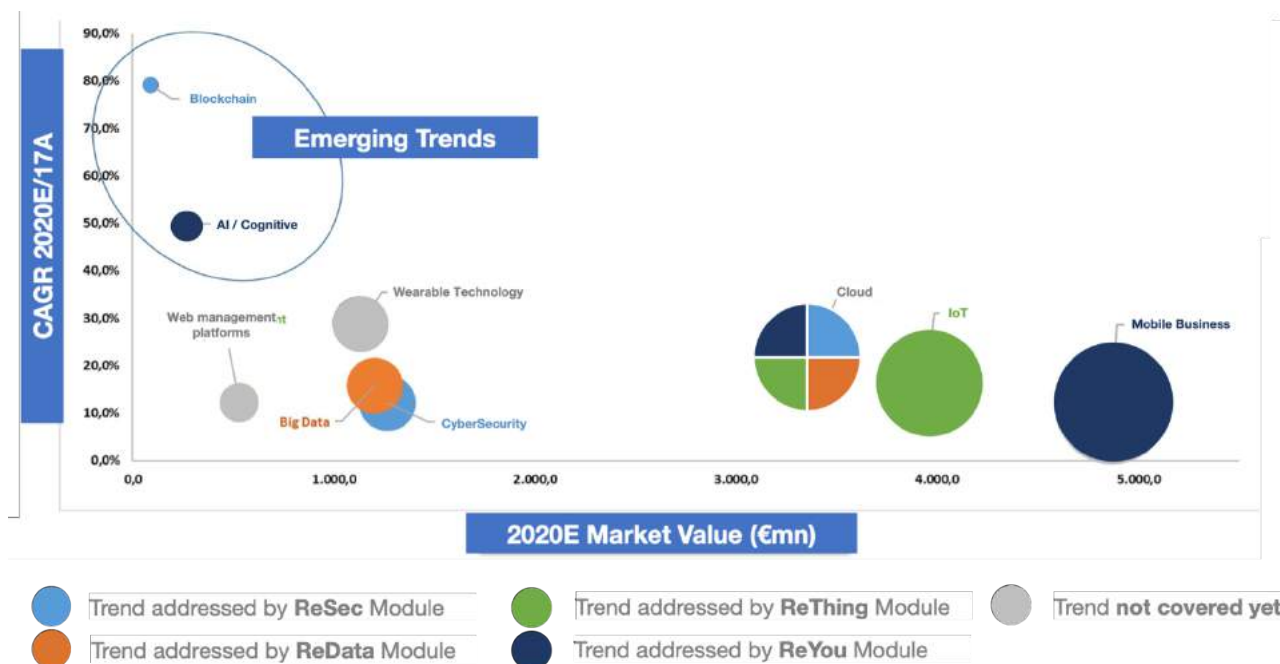 90,0%
80,0%
70,0%
60,0%
50,0%
40,0%
30,0%
20,0%
10,0%
0,0%
CAGR 2020E/17A
Blockchain
Emerging Trends
AI / Cognitive
Wearable Technology
Web management
nt
platforms
Big Data
CyberSecurity
Cloud
IoT
Mobile Business
0,0
1.000,0
2.000,0
3.000,0
4.000,0
5.000,0
2020E Market Value (€mn)
Trend addressed by ReSec Module
Trend addressed by ReThing Module
Trend not covered yet
Trend addressed by ReData Module
Trend addressed by ReYou Module